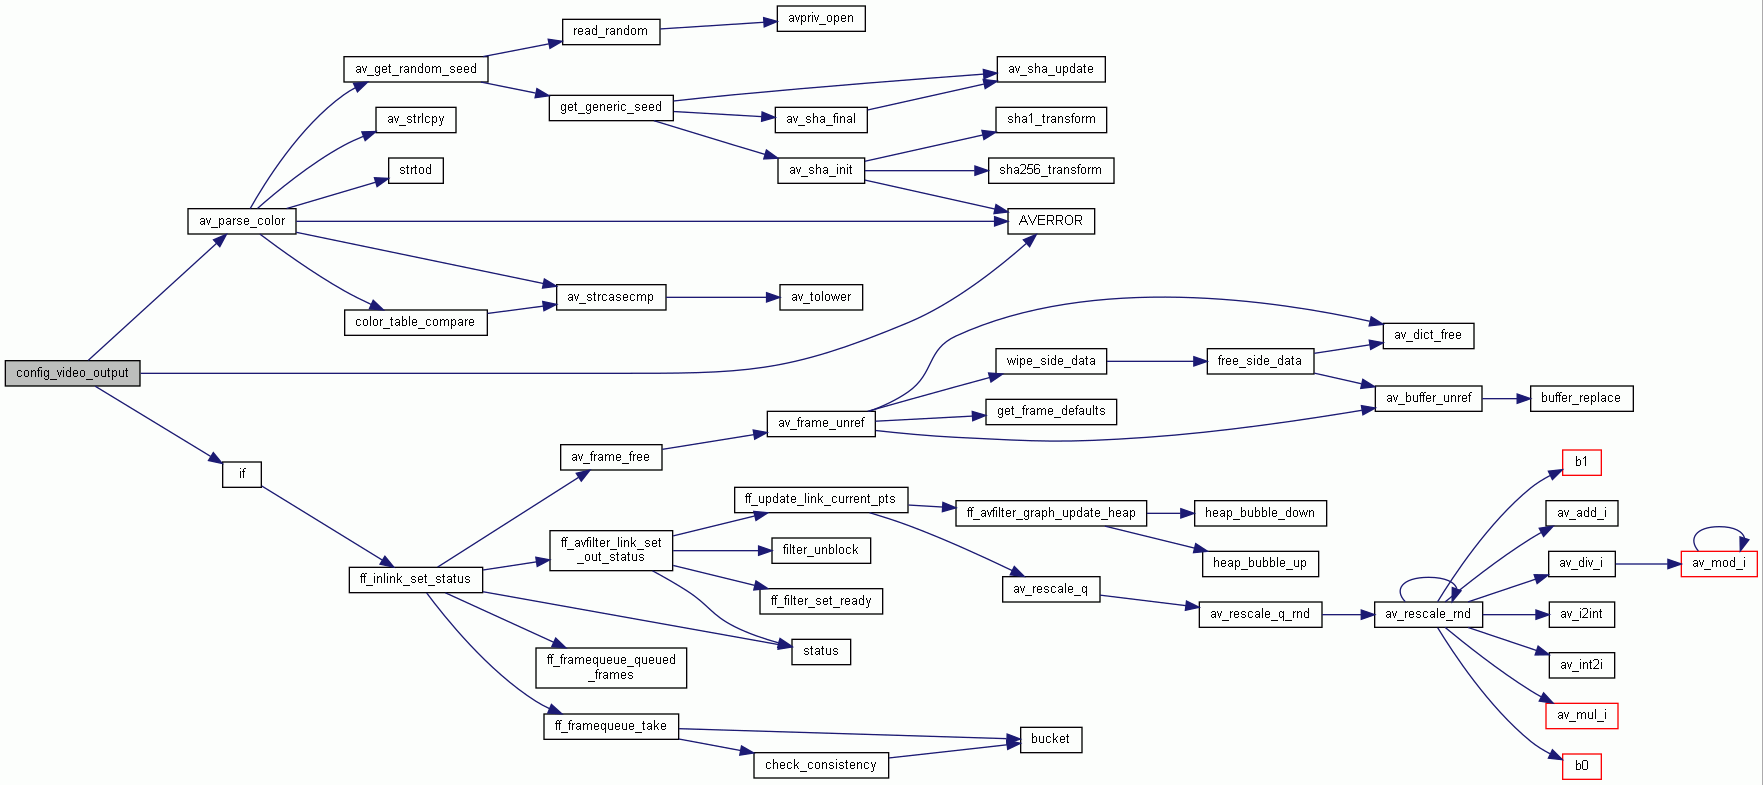 avpriv_open
read_random
av_get_random_seed
av_sha_update
get_generic_seed
av_strlcpy
av_sha_final
sha1_transform
strtod
av_sha_init
sha256_transform
av_parse_color
AVERROR
av_strcasecmp
av_tolower
color_table_compare
av_dict_free
wipe_side_data
free_side_data
config_video_output
av_buffer_unref
buffer_replace
get_frame_defaults
av_frame_unref
av_frame_free
b1
if
ff_update_link_current_pts
ff_avfilter_graph_update_heap
heap_bubble_down
av_add_i
ff_avfilter_link_set
_out_status
filter_unblock
heap_bubble_up
av_div_i
av_mod_i
ff_inlink_set_status
av_rescale_q
ff_filter_set_ready
av_rescale_q_rnd
av_rescale_rnd
av_i2int
status
ff_framequeue_queued
_frames
av_int2i
av_mul_i
ff_framequeue_take
bucket
check_consistency
b0